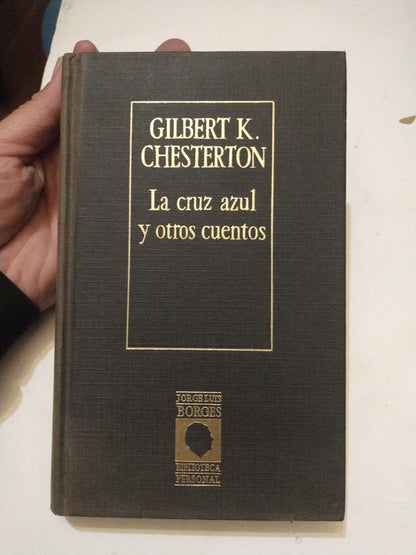 GILBERT K.
CHESTERTON
La cruz azul
y otros cuentos
JORGE LUIS
BORGES
BIBLIOTECA
PERSONAL